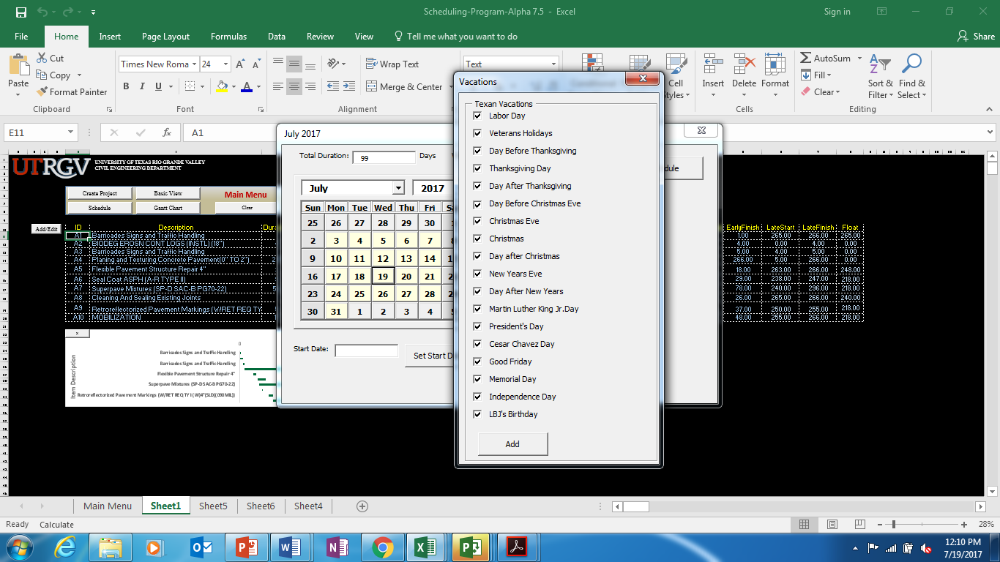 Scheduling-Program-Alpha 7.5 - Excel
Sign in
File Home Insert Page Layout Formulas Data Review View Tell me what you want to do Share
Cut
Copy
Format Painter
Paste
Clipboard
Times New Roma 24
B I U
Font
Wrap Text
Merge & Center
Alignment
Text
Cell
Styles
Insert Delete Format
Cells
AutoSum
Fill
Clear
Sort &
Filter
Find &
Select
Editing
E11
fx
A1
UTRGV
UNIVERSITY OF TEXAS RIO GRANDE VALLEY
CIVIL ENGINEERING DEPARTMENT
Create Project Basic View Main Menu
Schedule Gantt Chart Clear
Add/Edit
ID Description EarlyFinish LateStart LateFinish Float
A1 Barricades Signs and Traffic Handling 1.00 265.00 266.00 265.00
A2 BIODEG EROSN CONT LOGS (INSTL) (18") 4.00 0.00 4.00 0.00
A3 Barricades Signs and Traffic Handling 5.00 4.00 5.00 0.00
A4 Planing and Texturing Concrete Pavement(0" TO 2") 266.00 5.00 266.00 0.00
A5 Flexible Pavement Structure Repair 4" 18.00 263.00 266.00 248.00
A6 Seal Coat ASPH (A-R TYPE II) 29.00 238.00 247.00 218.00
A7 Superpave Mixtures (SP-D SAC-B PG70-22) 78.00 240.00 296.00 218.00
A8 Cleaning And Sealing Existing Joints 26.00 265.00 266.00 240.00
A9 Retroreflectorized Pavement Markings (W/RET REQ TY 37.00 250.00 255.00 218.00
A10 MOBILIZATION 48.00 255.00 266.00 218.00
x
0
Item Description
Barricades Signs and Traffic Handling
Barricades Signs and Traffic Handling
Flexible Pavement Structure Repair 4"
Superpave Mixtures (SP-D SAC-B PG70-22)
Retroreflectorized Pavement Markings (W/RET REQ TY I (W)4"(SLD)(090MIL))
July 2017
Total Duration: 99 Days
July 2017
Sun Mon Tue Wed Thu Fri
25 26 27 28 29 30
2 3 4 5 6 7
9 10 11 12 13 14
16 17 18 19 20 21
23 24 25 26 27 28
30 31 1 2 3 4
Start Date:
Set Start D
Vacations
Texan Vacations
Labor Day
Veterans Holidays
Day Before Thanksgiving
Thanksgiving Day
Day After Thanksgiving
Day Before Christmas Eve
Christmas Eve
Christmas
Day after Christmas
New Years Eve
Day After New Years
Martin Luther King Jr.Day
President's Day
Cesar Chavez Day
Good Friday
Memorial Day
Independence Day
LBJ's Birthday
Add
Main Menu Sheet1 Sheet5 Sheet6 Sheet4
Ready Calculate
28%
12:10 PM
7/19/2017